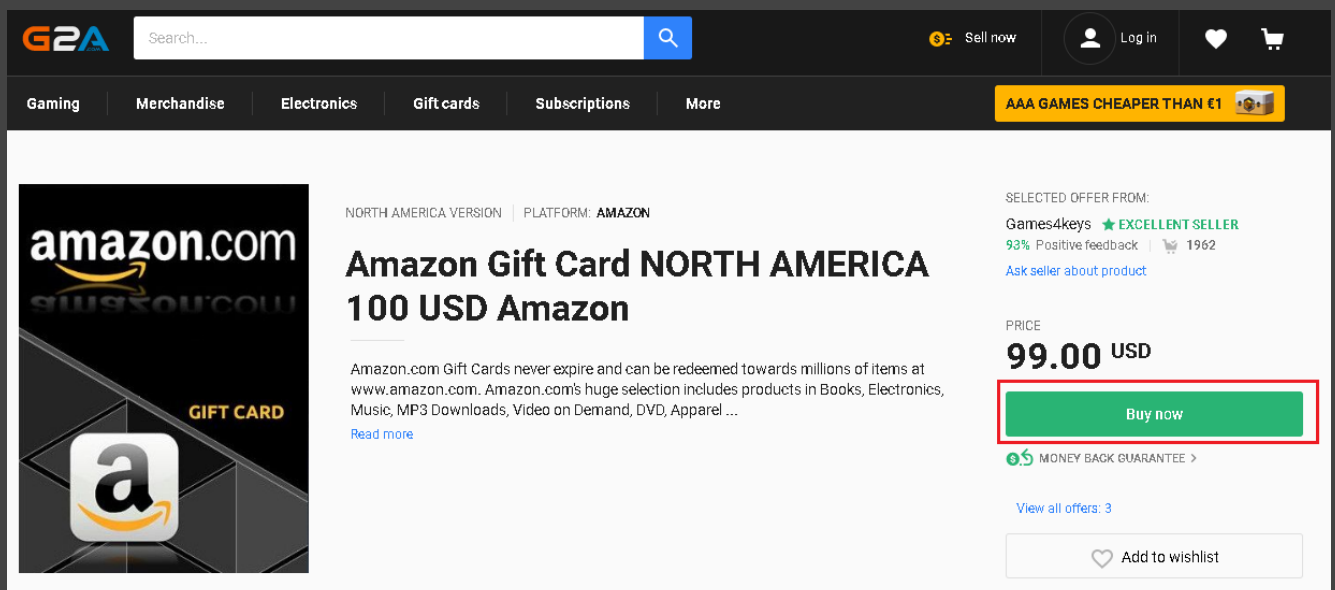 G2A.com
Search...
Sell now
Log in
Gaming
Merchandise
Electronics
Gift cards
Subscriptions
More
AAA GAMES CHEAPER THAN €1
amazon.com
GIFT CARD
a
NORTH AMERICA VERSION
PLATFORM: AMAZON
Amazon Gift Card NORTH AMERICA
100 USD Amazon
Amazon.com Gift Cards never expire and can be redeemed towards millions of items at
www.amazon.com. Amazon.com's huge selection includes products in Books, Electronics,
Music, MP3 Downloads, Video on Demand, DVD, Apparel ...
Read more
SELECTED OFFER FROM:
Games4keys EXCELLENT SELLER
93% Positive feedback 1962
Ask seller about product
PRICE
99.00 USD
Buy now
MONEY BACK GUARANTEE >
View all offers: 3
Add to wishlist